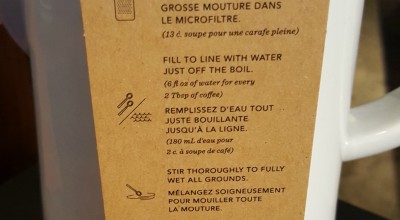 GROSSE MOUTURE DANS
LE MICROFILTRE.
(13 c. soupe pour une carafe pleine)
FILL TO LINE WITH WATER
JUST OFF THE BOIL.
(6 fl oz of water for every
2 Tbsp of coffee)
REMPLISSEZ D'EAU TOUT
JUSTE BOUILLANTE
JUSQU'À LA LIGNE.
(180 mL d'eau pour
2 c. à soupe de café)
STIR THOROUGHLY TO FULLY
WET ALL GROUNDS.
MÉLANGEZ SOIGNEUSEMENT
POUR MOUILLER TOUTE
LA MOUTURE.